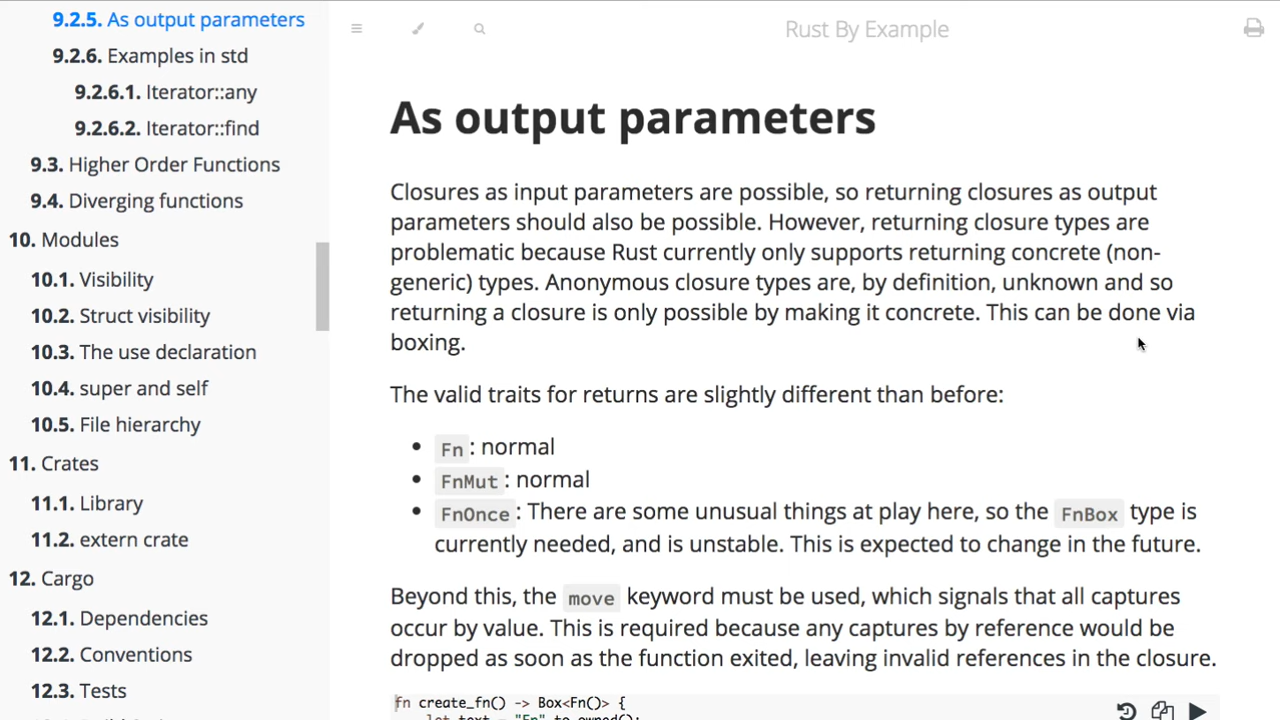 9.2.5. As output parameters
9.2.6. Examples in std
9.2.6.1. Iterator::any
9.2.6.2. Iterator::find
9.3. Higher Order Functions
9.4. Diverging functions
10. Modules
10.1. Visibility
10.2. Struct visibility
10.3. The use declaration
10.4. super and self
10.5. File hierarchy
11. Crates
11.1. Library
11.2. extern crate
12. Cargo
12.1. Dependencies
12.2. Conventions
12.3. Tests
Rust By Example
As output parameters
Closures as input parameters are possible, so returning closures as output
parameters should also be possible. However, returning closure types are
problematic because Rust currently only supports returning concrete (non-
generic) types. Anonymous closure types are, by definition, unknown and so
returning a closure is only possible by making it concrete. This can be done via
boxing.
The valid traits for returns are slightly different than before:
• Fn: normal
• FnMut: normal
• FnOnce: There are some unusual things at play here, so the FnBox type is
currently needed, and is unstable. This is expected to change in the future.
Beyond this, the move keyword must be used, which signals that all captures
occur by value. This is required because any captures by reference would be
dropped as soon as the function exited, leaving invalid references in the closure.
fn create_fn() -> Box<Fn()> {
let text = "Fn".to_owned();